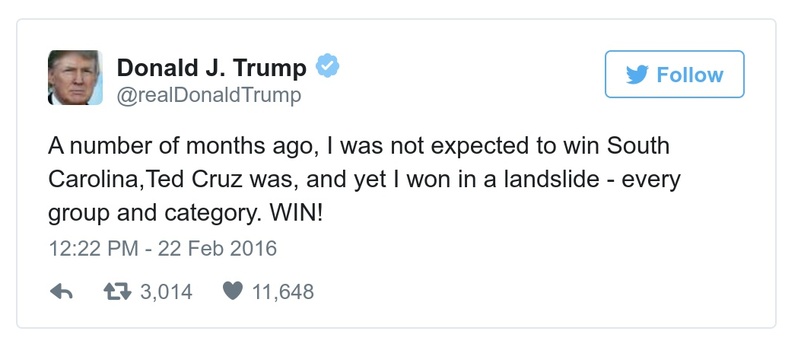 Donald J. Trump
@realDonaldTrump
Follow
A number of months ago, I was not expected to win South
Carolina,Ted Cruz was, and yet I won in a landslide - every
group and category. WIN!
12:22 PM - 22 Feb 2016
3,014 11,648